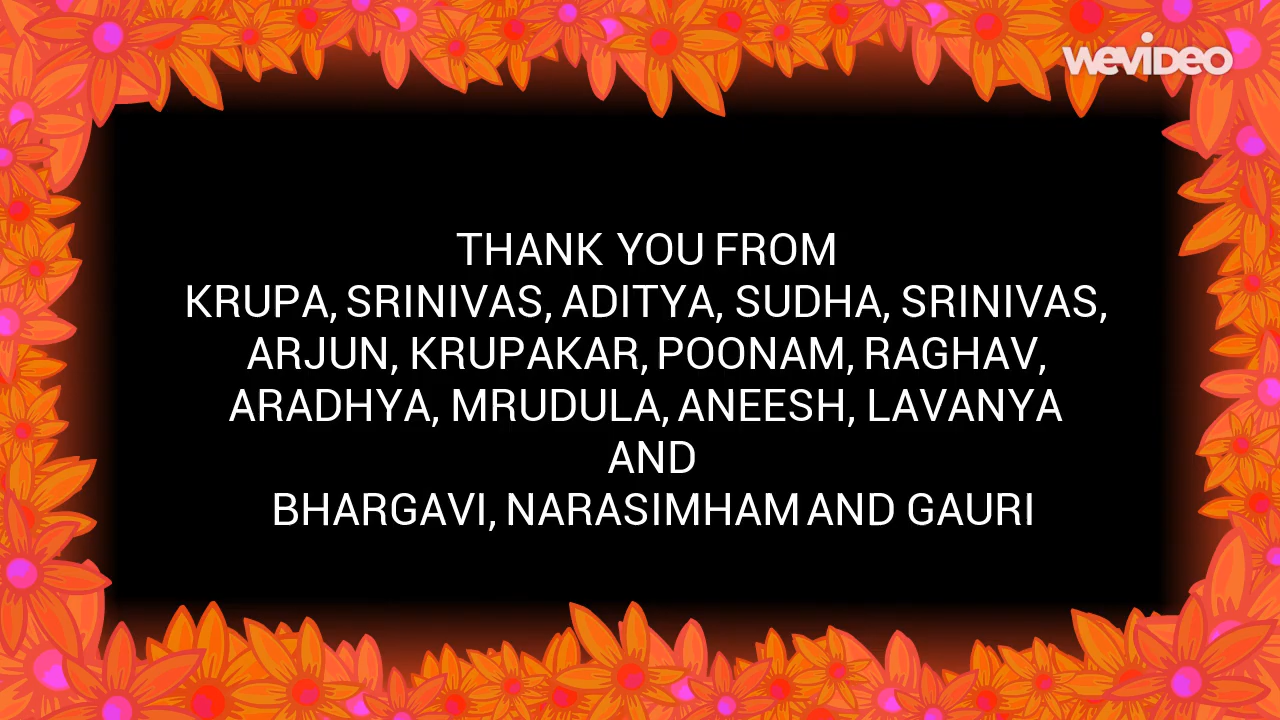 WEVIDEO
THANK YOU FROM
KRUPA, SRINIVAS, ADITYA, SUDHA, SRINIVAS,
ARJUN, KRUPAKAR, POONAM, RAGHAV,
ARADHYA, MRUDULA, ANEESH, LAVANYA
AND
BHARGAVI, NARASIMHAM AND GAURI